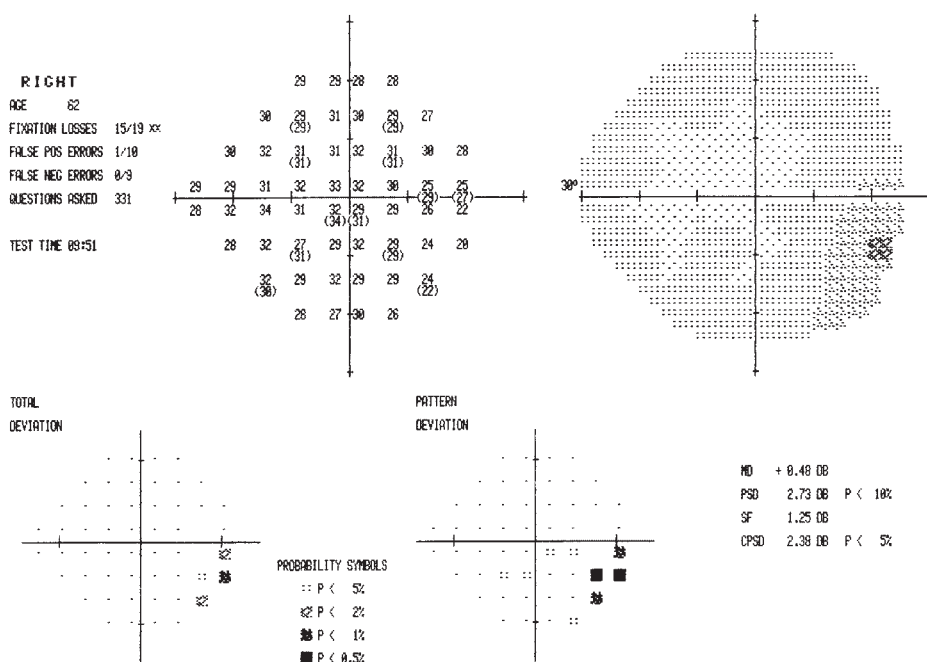 RIGHT
AGE 62
FIXATION LOSSES 15/19 xx
FALSE POS ERRORS 1/10
FALSE NEG ERRORS 0/9
QUESTIONS ASKED 331
TEST TIME 09:51
29 29 28 28
30 29 31 30 29 27
(29) (29)
30 32 31 31 32 31 30 28
(31) (31)
29 29 31 32 33 32 30 25 25
(29) (27)
30°
28 32 34 31 32 29 29 26 22
(34) (31)
28 32 27 29 32 29 24 20
(31) (29)
32 29 32 29 29 24
(30) (22)
28 27 30 26
TOTAL
DEVIATION
PATTERN
DEVIATION
PROBABILITY SYMBOLS
P < 5%
P < 2%
P < 1%
P < 0.5%
MD + 0.48 DB
PSD 2.73 DB P < 10%
SF 1.25 DB
CPSD 2.38 DB P < 5%